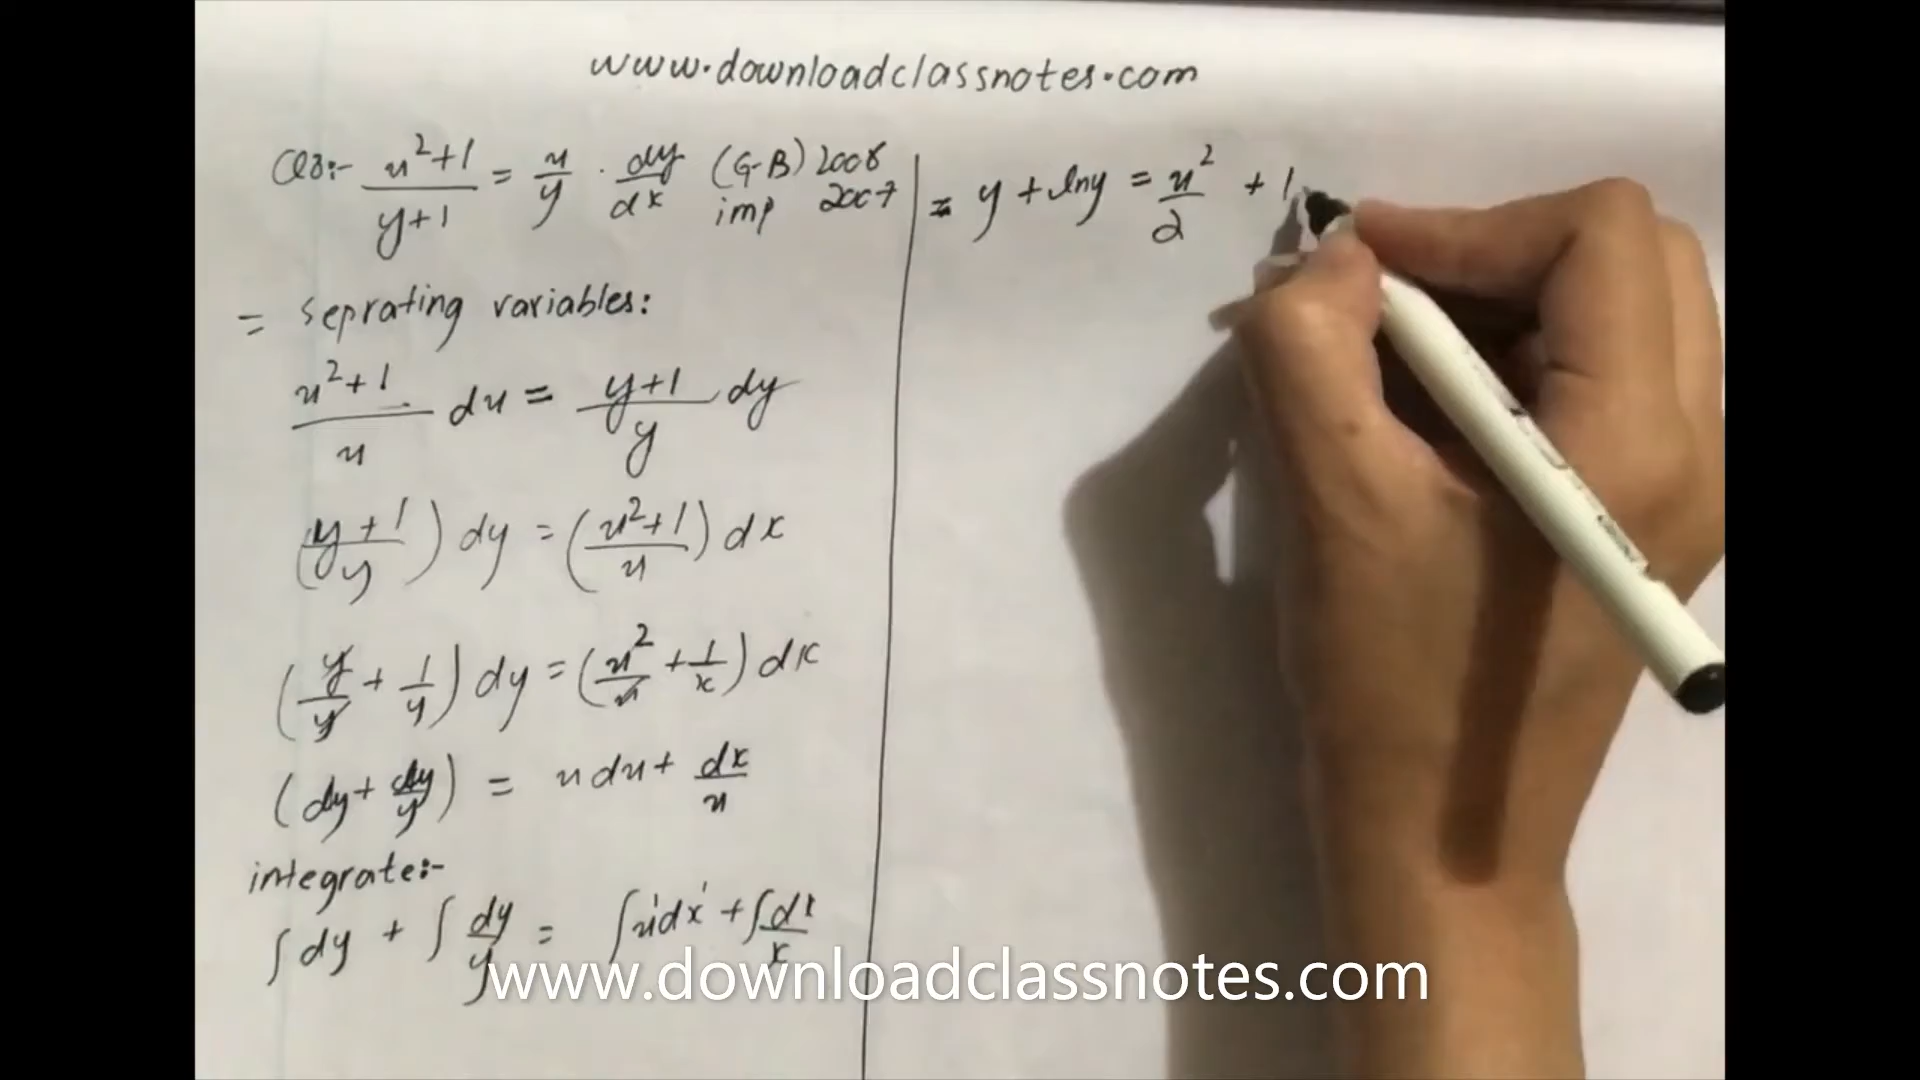 www.downloadclassnotes.com
Q8:- x²+1/y+1 = x/y · dy/dx (G-B) 2008
imp 2007
= seprating variables:
x²+1/x dx = y+1/y dy
(y+1/y) dy = (x²+1/x) dx
(y/y + 1/y) dy = (x²/x + 1/x) dx
(dy + dy/y) = x dx + dx/x
integrate:-
∫ dy + ∫ dy/y = ∫ x¹dx + ∫ dx/x
= y + lny = x²/2 + l
www.downloadclassnotes.com